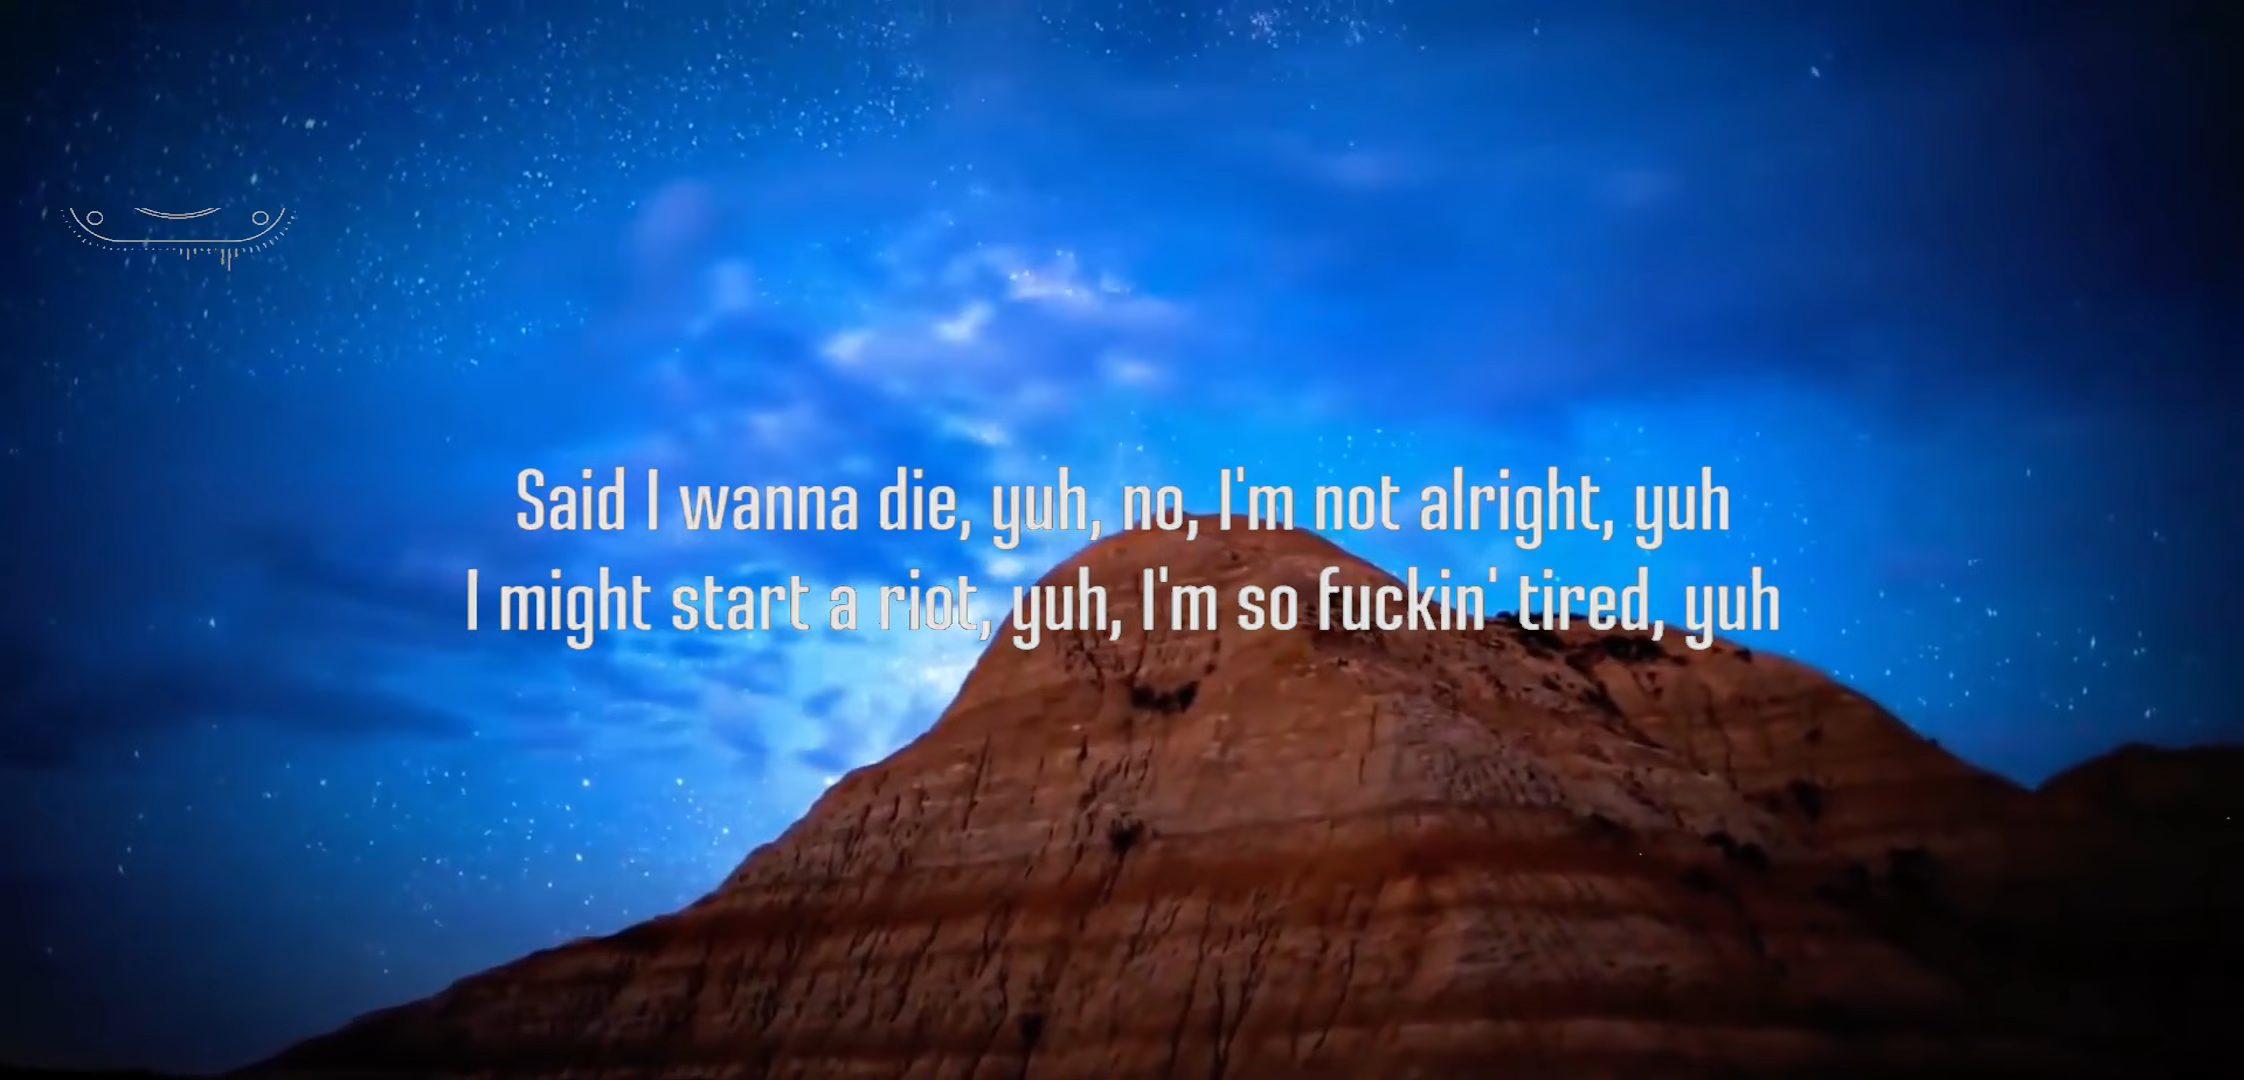 Said I wanna die, yuh, no, I'm not alright, yuh
I might start a riot, yuh, I'm so fuckin' tired, yuh